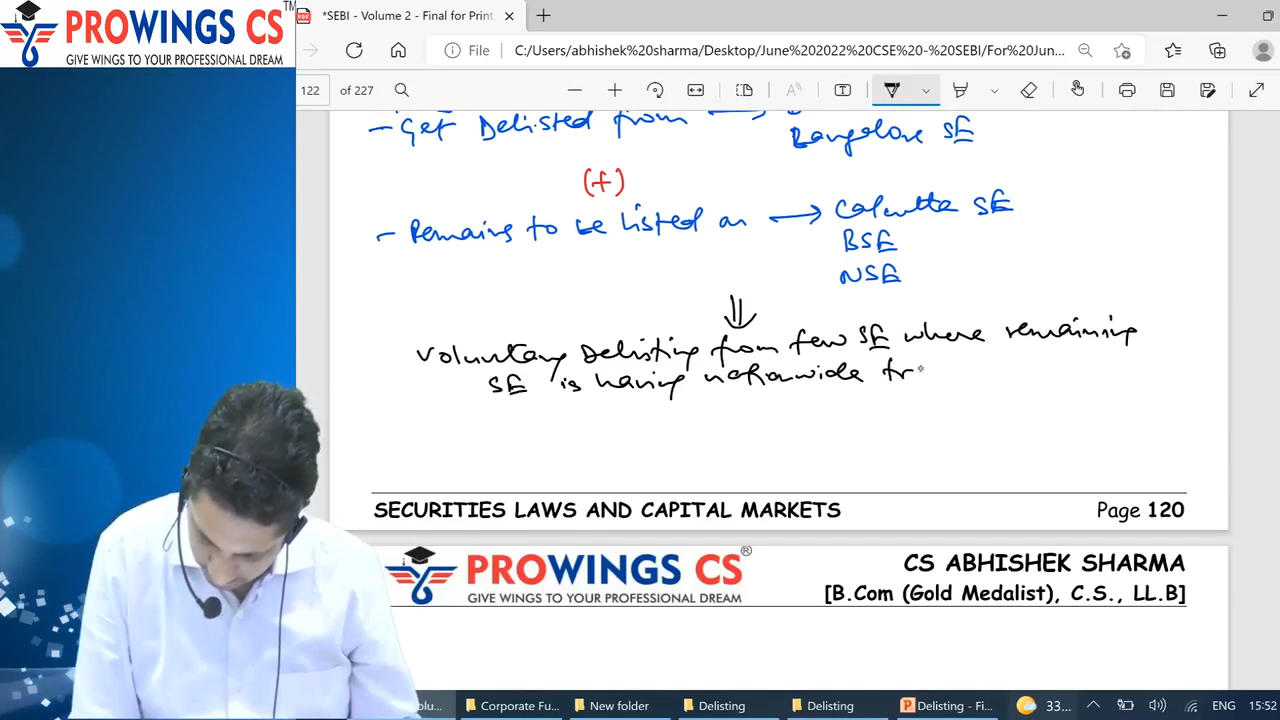 PROWINGS CS TM
GIVE WINGS TO YOUR PROFESSIONAL DREAM
*SEBI - Volume 2 - Final for Print
File C:/Users/abhishek%20sharma/Desktop/June%202022%20CSE%20-%20SEBI/For%20Jun...
122 of 227
- Get Delisted from →
Bangalore SE
(+)
- Remains to be listed on → Calcutta SE
BSE
NSE
⇓
Voluntary Delisting from few SE where remaining
SE is having nationwide tr
SECURITIES LAWS AND CAPITAL MARKETS Page 120
PROWINGS CS ® CS ABHISHEK SHARMA
GIVE WINGS TO YOUR PROFESSIONAL DREAM [B.Com (Gold Medalist), C.S., LL.B]
olu... Corporate Fu... New folder Delisting Delisting Delisting - Fi... 33... ENG 15:52